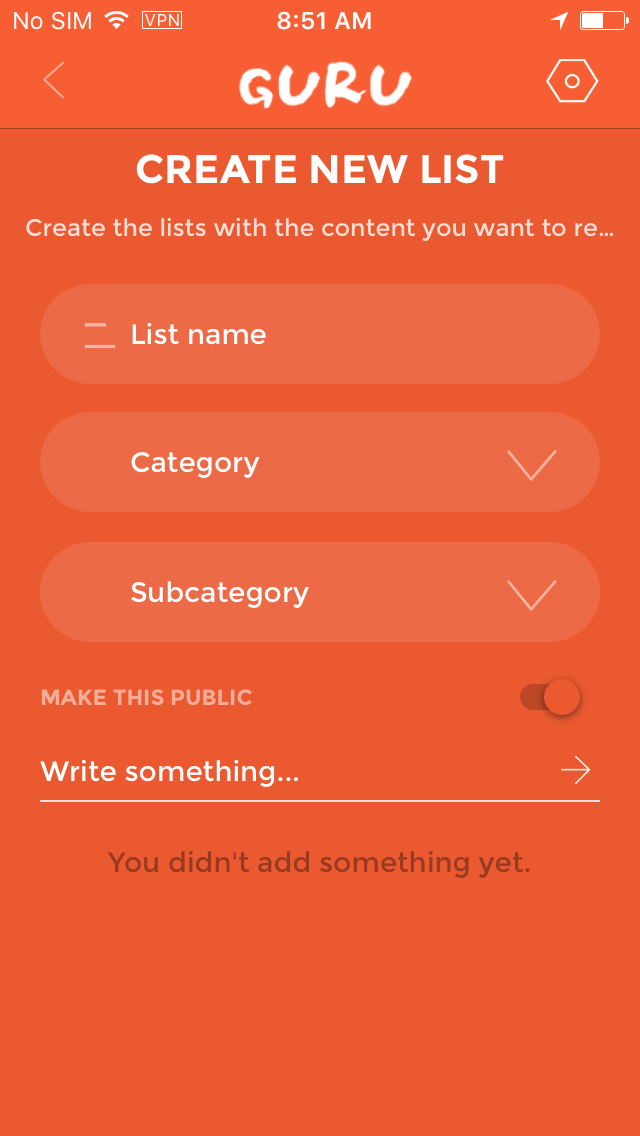 No SIM VPN 8:51 AM
GURU
CREATE NEW LIST
Create the lists with the content you want to re...
List name
Category
Subcategory
MAKE THIS PUBLIC
Write something...
You didn't add something yet.